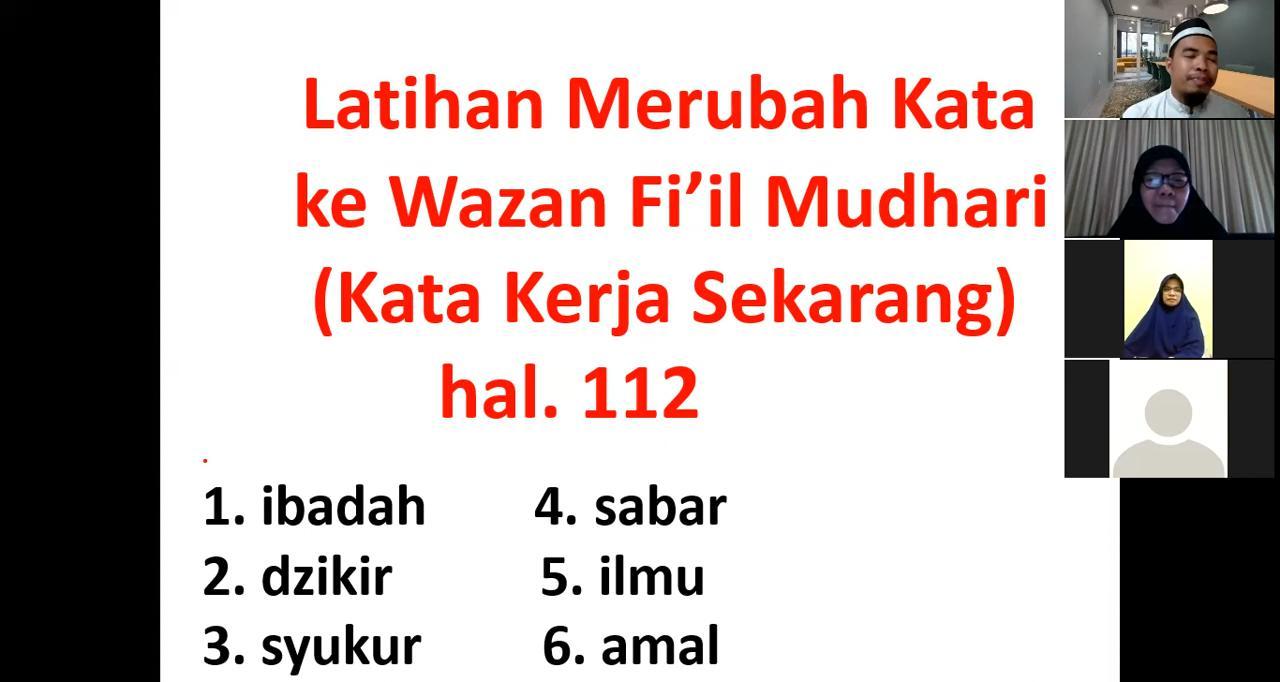 Latihan Merubah Kata
ke Wazan Fi’il Mudhari
(Kata Kerja Sekarang)
hal. 112
1. ibadah 4. sabar
2. dzikir 5. ilmu
3. syukur 6. amal